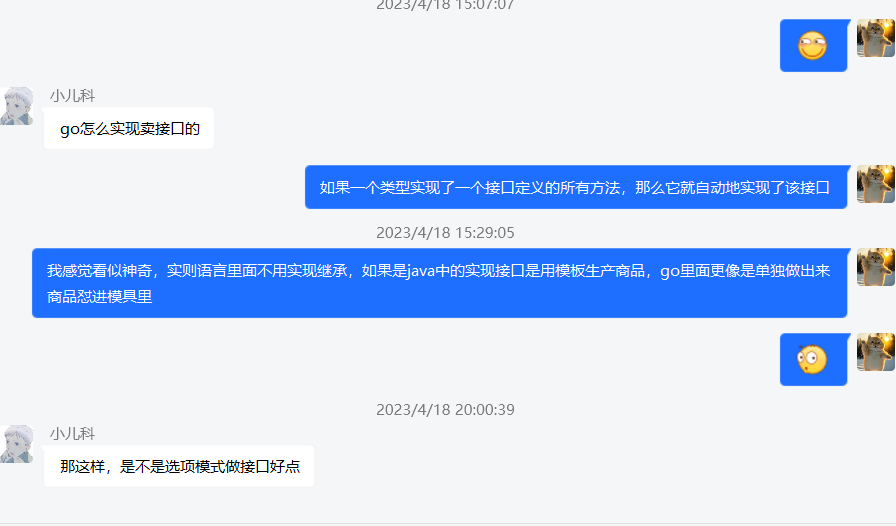 2023/4/18 15:07:07
小儿科
go怎么实现卖接口的
如果一个类型实现了一个接口定义的所有方法，那么它就自动地实现了该接口
2023/4/18 15:29:05
我感觉看似神奇，实则语言里面不用实现继承，如果是java中的实现接口是用模板生产商品，go里面更像是单独做出来
商品怼进模具里
2023/4/18 20:00:39
小儿科
那这样，是不是选项模式做接口好点